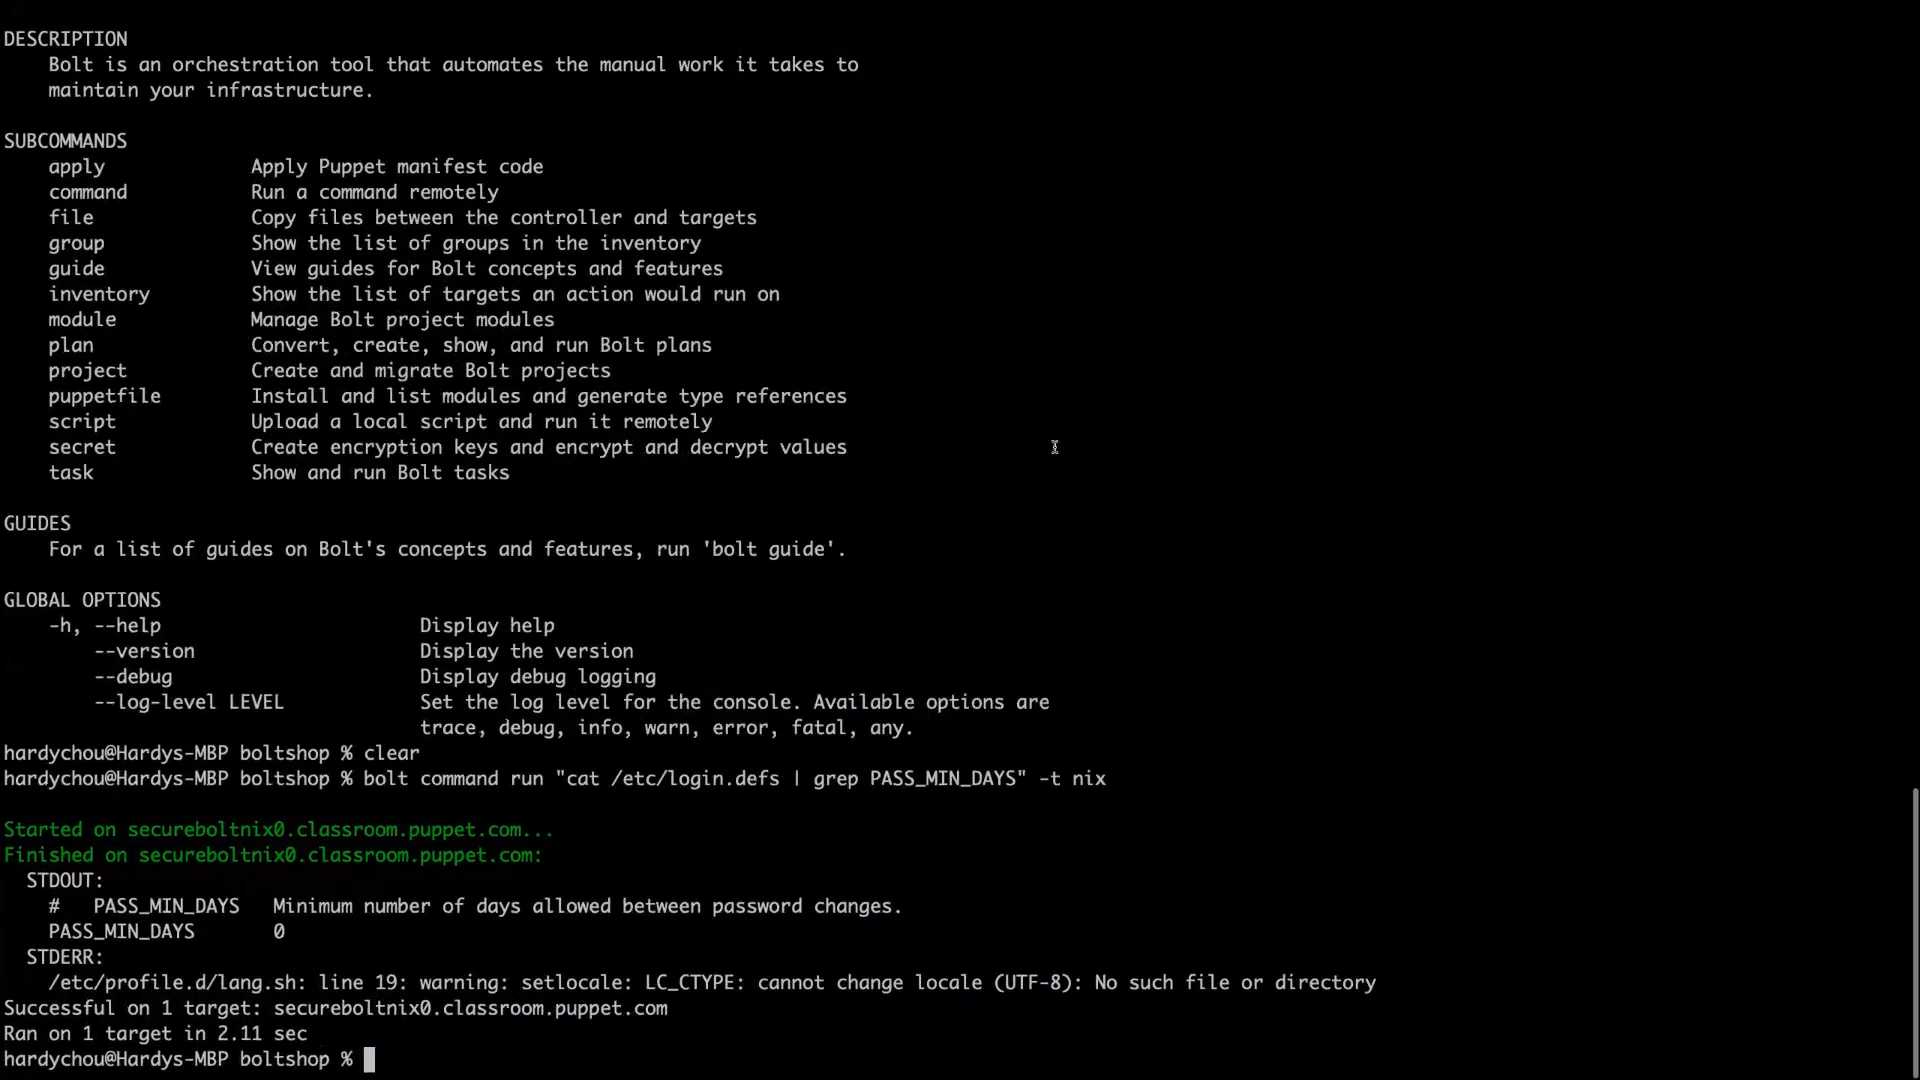 DESCRIPTION
Bolt is an orchestration tool that automates the manual work it takes to
maintain your infrastructure.
SUBCOMMANDS
apply Apply Puppet manifest code
command Run a command remotely
file Copy files between the controller and targets
group Show the list of groups in the inventory
guide View guides for Bolt concepts and features
inventory Show the list of targets an action would run on
module Manage Bolt project modules
plan Convert, create, show, and run Bolt plans
project Create and migrate Bolt projects
puppetfile Install and list modules and generate type references
script Upload a local script and run it remotely
secret Create encryption keys and encrypt and decrypt values
task Show and run Bolt tasks
GUIDES
For a list of guides on Bolt's concepts and features, run 'bolt guide'.
GLOBAL OPTIONS
-h, --help Display help
--version Display the version
--debug Display debug logging
--log-level LEVEL Set the log level for the console. Available options are
trace, debug, info, warn, error, fatal, any.
hardychou@Hardys-MBP boltshop % clear
hardychou@Hardys-MBP boltshop % bolt command run "cat /etc/login.defs | grep PASS_MIN_DAYS" -t nix
Started on secureboltnix0.classroom.puppet.com...
Finished on secureboltnix0.classroom.puppet.com:
STDOUT:
# PASS_MIN_DAYS Minimum number of days allowed between password changes.
PASS_MIN_DAYS 0
STDERR:
/etc/profile.d/lang.sh: line 19: warning: setlocale: LC_CTYPE: cannot change locale (UTF-8): No such file or directory
Successful on 1 target: secureboltnix0.classroom.puppet.com
Ran on 1 target in 2.11 sec
hardychou@Hardys-MBP boltshop %